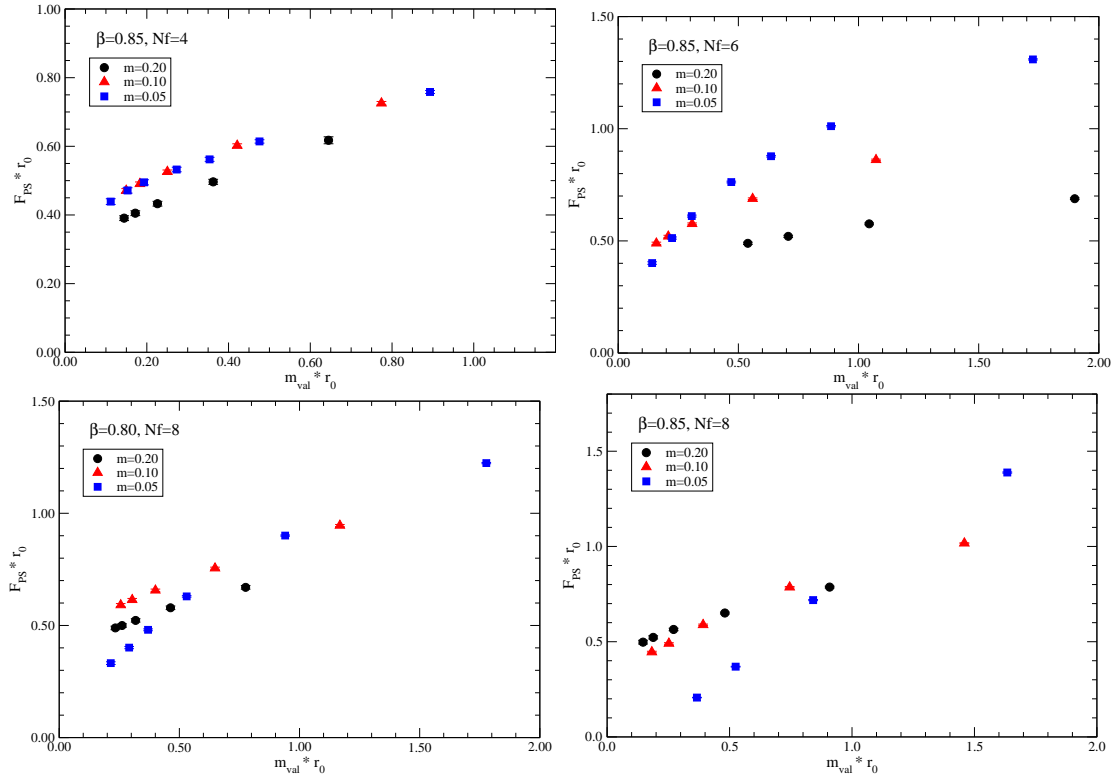 β=0.85, Nf=4
m=0.20
m=0.10
m=0.05
F_PS * r_0
1.00
0.80
0.60
0.40
0.20
0.00
0.20 0.40 0.60 0.80 1.00
m_val * r_0
β=0.85, Nf=6
m=0.20
m=0.10
m=0.05
F_PS * r_0
1.50
1.00
0.50
0.00
0.00 0.50 1.00 1.50 2.00
m_val * r_0
β=0.80, Nf=8
m=0.20
m=0.10
m=0.05
F_PS * r_0
1.50
1.00
0.50
0.00
0.00 0.50 1.00 1.50 2.00
m_val * r_0
β=0.85, Nf=8
m=0.20
m=0.10
m=0.05
F_PS * r_0
1.5
1.0
0.5
0.0
0.0 0.5 1.0 1.5 2.0
m_val * r_0